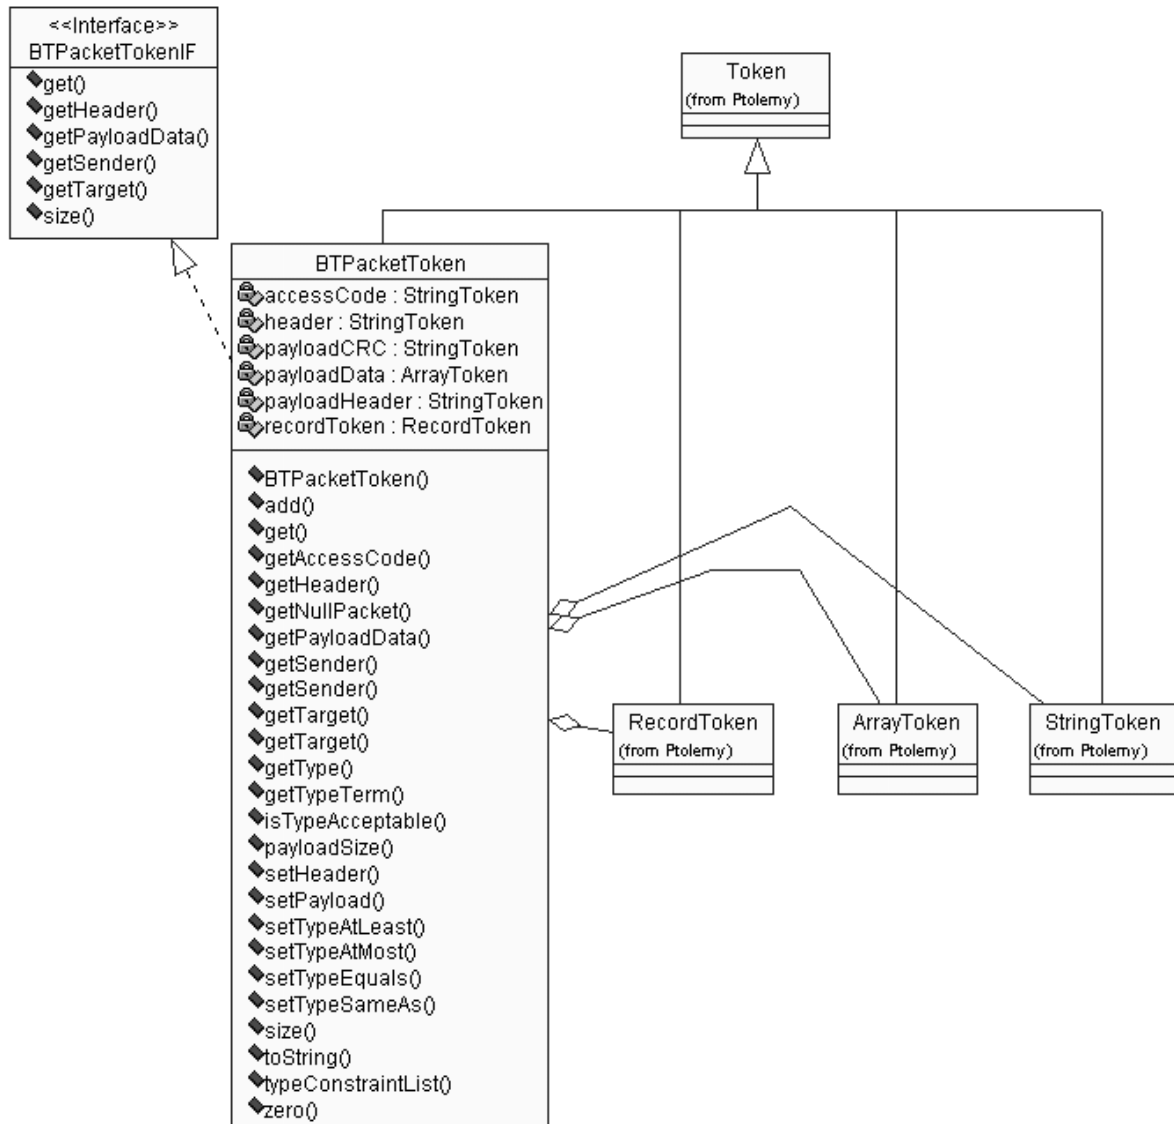 <<Interface>>
BTPacketTokenIF
get()
getHeader()
getPayloadData()
getSender()
getTarget()
size()
Token
(from Ptolemy)
BTPacketToken
accessCode : StringToken
header : StringToken
payloadCRC : StringToken
payloadData : ArrayToken
payloadHeader : StringToken
recordToken : RecordToken
BTPacketToken()
add()
get()
getAccessCode()
getHeader()
getNullPacket()
getPayloadData()
getSender()
getSender()
getTarget()
getTarget()
getType()
getTypeTerm()
isTypeAcceptable()
payloadSize()
setHeader()
setPayload()
setTypeAtLeast()
setTypeAtMost()
setTypeEquals()
setTypeSameAs()
size()
toString()
typeConstraintList()
zero()
RecordToken
(from Ptolemy)
ArrayToken
(from Ptolemy)
StringToken
(from Ptolemy)